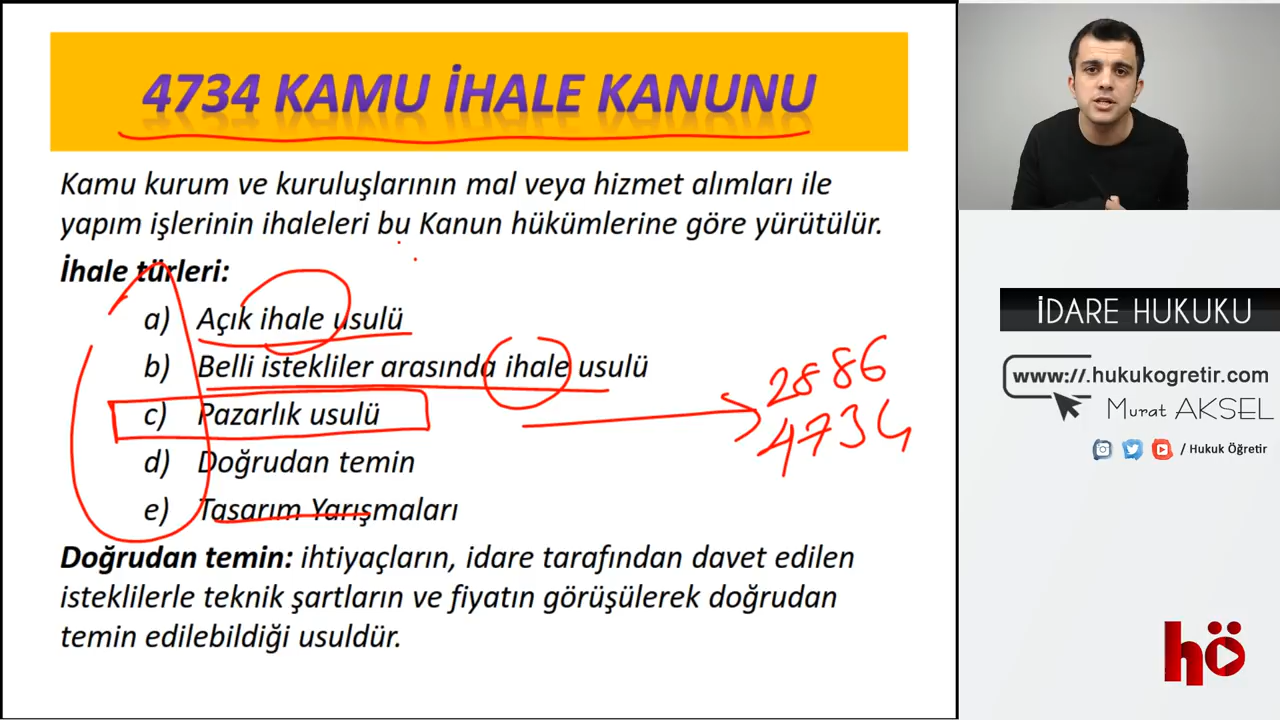 4734 KAMU İHALE KANUNU
Kamu kurum ve kuruluşlarının mal veya hizmet alımları ile
yapım işlerinin ihaleleri bu Kanun hükümlerine göre yürütülür.
İhale türleri:
a) Açık ihale usulü
b) Belli istekliler arasında ihale usulü
c) Pazarlık usulü
d) Doğrudan temin
e) Tasarım Yarışmaları
2886
4734
Doğrudan temin: ihtiyaçların, idare tarafından davet edilen
isteklilerle teknik şartların ve fiyatın görüşülerek doğrudan
temin edilebildiği usuldür.
İDARE HUKUKU
www://.hukukogretir.com
Murat AKSEL
/ Hukuk Öğretir
hö